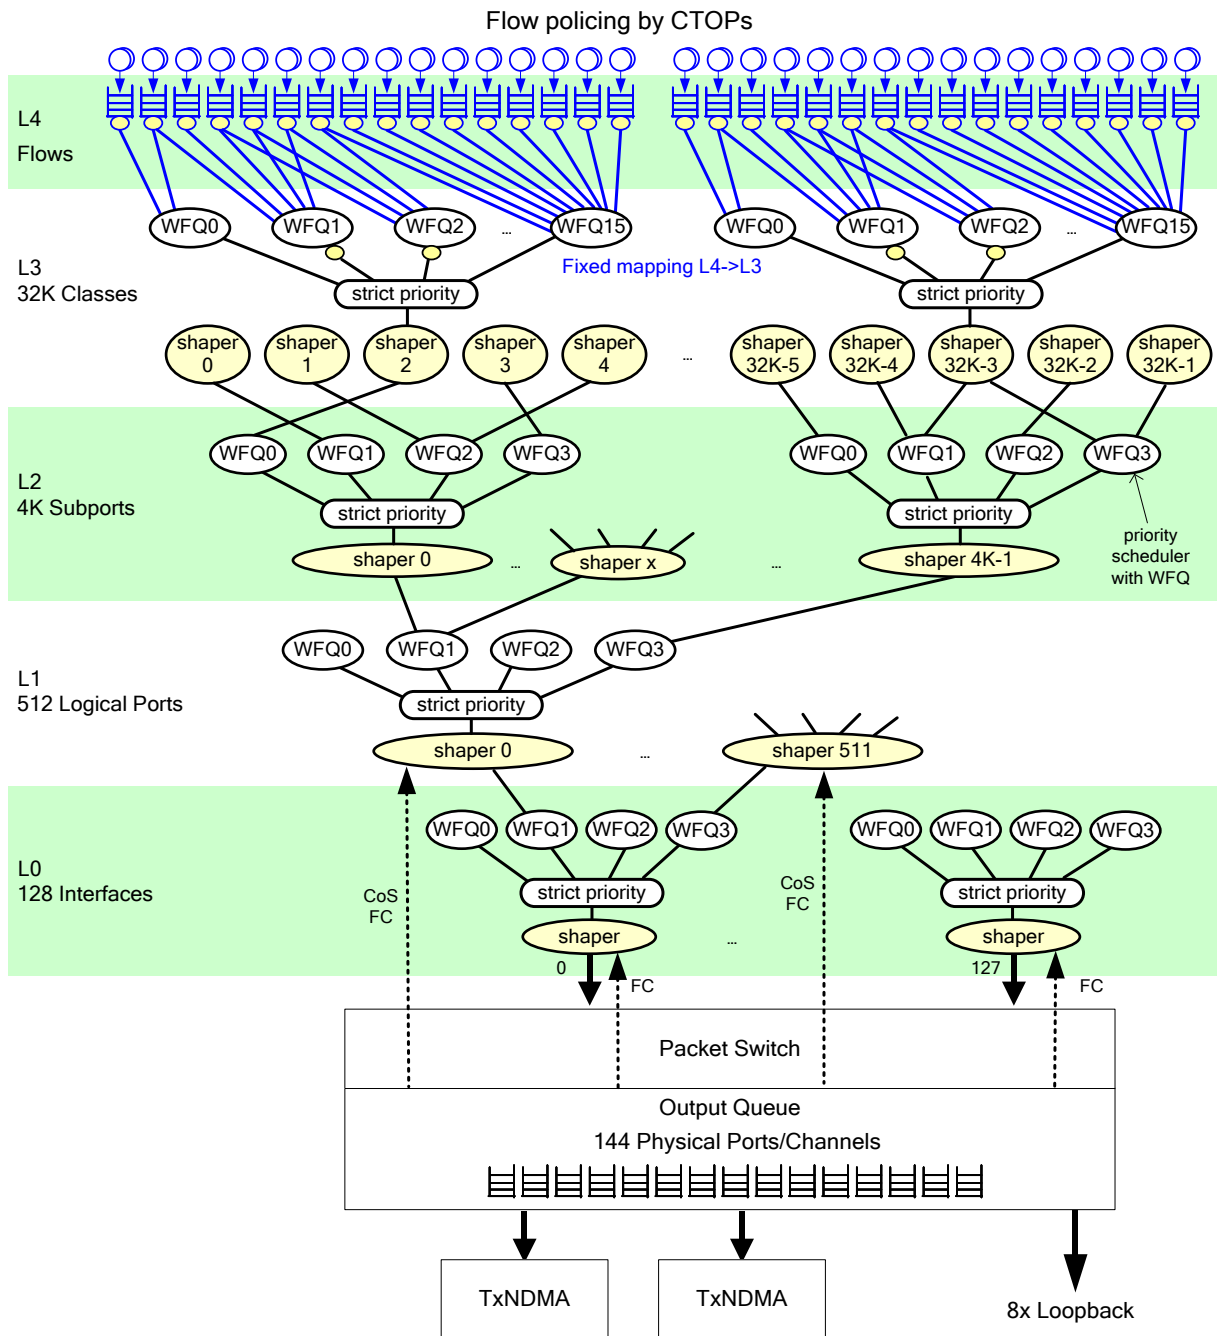 Flow policing by CTOPs
L4
Flows
WFQ0 WFQ1 WFQ2 ... WFQ15 WFQ0 WFQ1 WFQ2 ... WFQ15
Fixed mapping L4->L3
L3
32K Classes
strict priority strict priority
shaper 0
shaper 1
shaper 2
shaper 3
shaper 4
...
shaper 32K-5
shaper 32K-4
shaper 32K-3
shaper 32K-2
shaper 32K-1
WFQ0 WFQ1 WFQ2 WFQ3 WFQ0 WFQ1 WFQ2 WFQ3
L2
4K Subports
strict priority strict priority
priority
scheduler
with WFQ
shaper 0 ... shaper x ... shaper 4K-1
WFQ0 WFQ1 WFQ2 WFQ3
L1
512 Logical Ports
strict priority
shaper 0 ... shaper 511
WFQ0 WFQ1 WFQ2 WFQ3 WFQ0 WFQ1 WFQ2 WFQ3
L0
128 Interfaces
CoS
FC
strict priority
CoS
FC
strict priority
shaper ... shaper
0 FC 127 FC
Packet Switch
Output Queue
144 Physical Ports/Channels
TxNDMA TxNDMA 8x Loopback